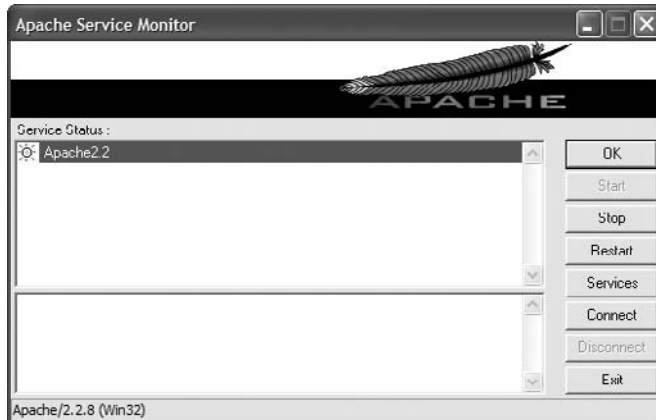 Apache Service Monitor
APACHE
Service Status :
Apache2.2
OK
Start
Stop
Restart
Services
Connect
Disconnect
Exit
Apache/2.2.8 (Win32)